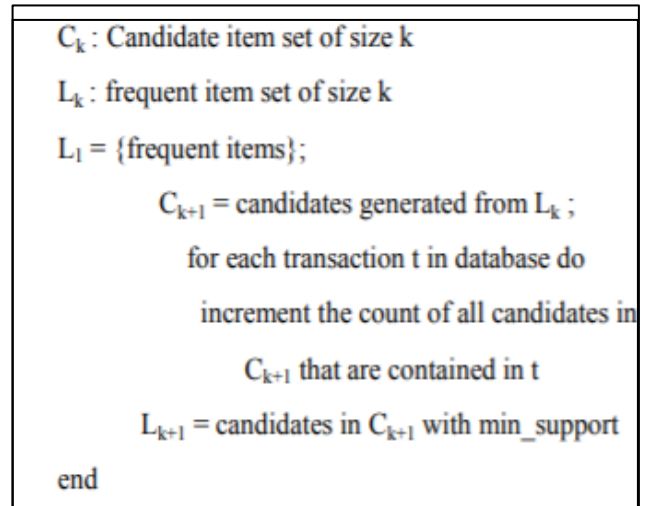 Cₖ : Candidate item set of size k
Lₖ : frequent item set of size k
L₁ = {frequent items};
Cₖ₊₁ = candidates generated from Lₖ ;
for each transaction t in database do
increment the count of all candidates in
Cₖ₊₁ that are contained in t
Lₖ₊₁ = candidates in Cₖ₊₁ with min_support
end